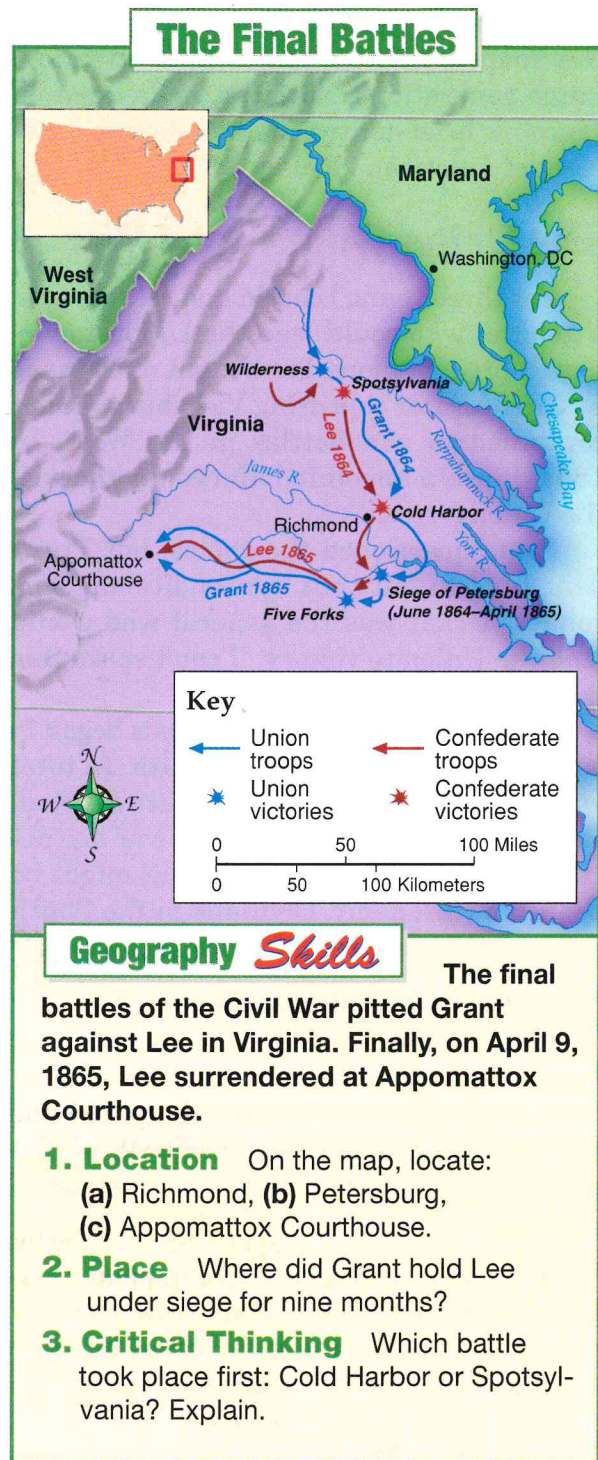 The Final Battles
Maryland
Washington, DC
West
Virginia
Wilderness
Spotsylvania
Virginia
Lee 1864
Grant 1864
Chesapeake Bay
Rappahannock R.
James R.
Richmond
Cold Harbor
York R.
Appomattox
Courthouse
Lee 1865
Grant 1865
Five Forks
Siege of Petersburg
(June 1864–April 1865)
Key
Union
troops
Confederate
troops
Union
victories
Confederate
victories
0 50 100 Miles
0 50 100 Kilometers
N
W E
S
Geography Skills
The final
battles of the Civil War pitted Grant
against Lee in Virginia. Finally, on April 9,
1865, Lee surrendered at Appomattox
Courthouse.
1. Location On the map, locate:
(a) Richmond, (b) Petersburg,
(c) Appomattox Courthouse.
2. Place Where did Grant hold Lee
under siege for nine months?
3. Critical Thinking Which battle
took place first: Cold Harbor or Spotsyl-
vania? Explain.